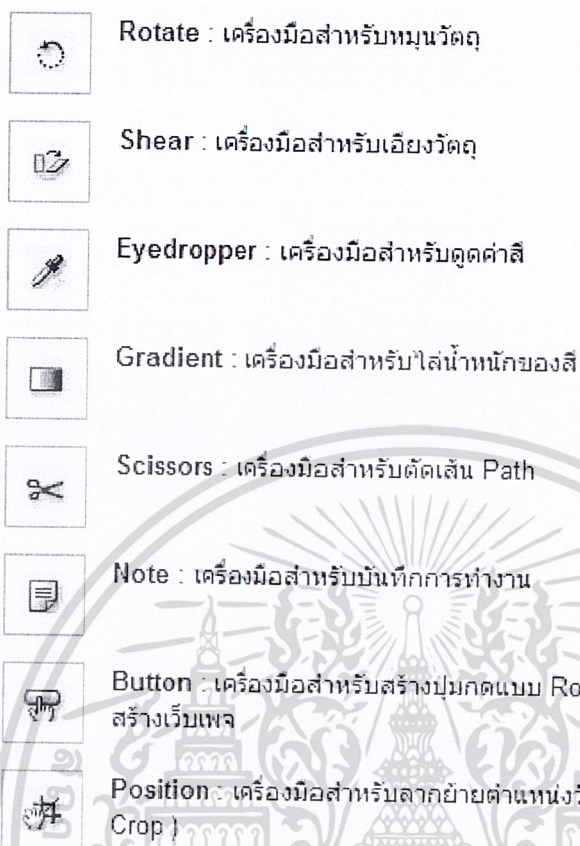 Rotate : เครื่องมือสำหรับหมุนวัตถุ
Shear : เครื่องมือสำหรับเอียงวัตถุ
Eyedropper : เครื่องมือสำหรับดูดค่าสี
Gradient : เครื่องมือสำหรับไล่น้ำหนักของสี
Scissors : เครื่องมือสำหรับตัดเส้น Path
Note : เครื่องมือสำหรับบันทึกการทำงาน
Button : เครื่องมือสำหรับสร้างปุ่มกดแบบ
สร้างเว็บเพจ
Position : เครื่องมือสำหรับลากย้ายตำแหน่ง
Crop )